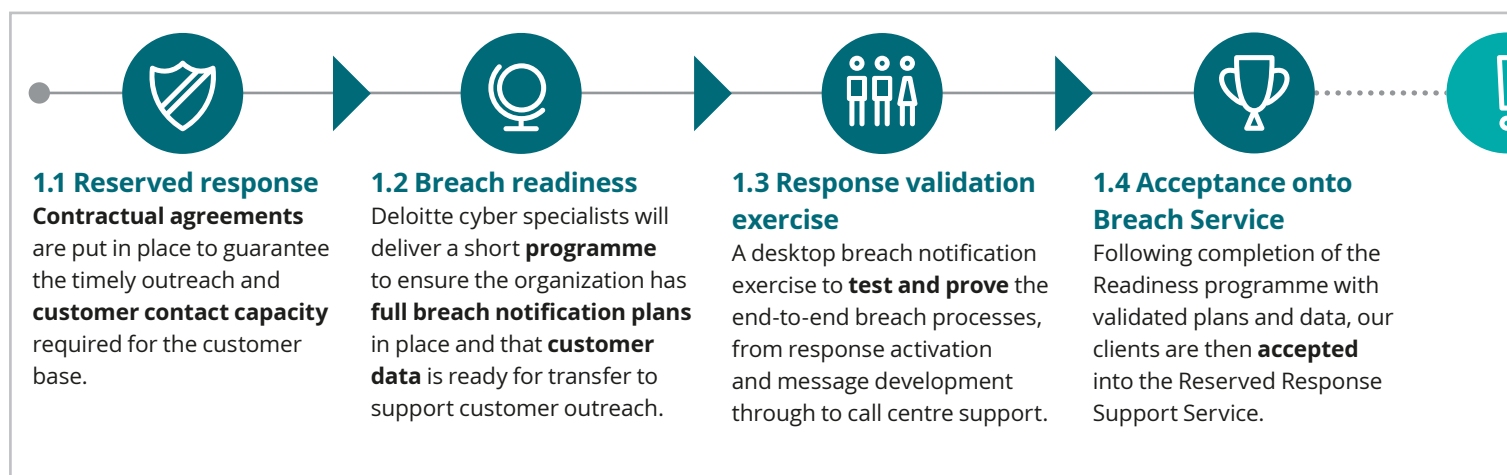 1.1 Reserved response
Contractual agreements
are put in place to guarantee
the timely outreach and
customer contact capacity
required for the customer
base.
1.2 Breach readiness
Deloitte cyber specialists will
deliver a short programme
to ensure the organization has
full breach notification plans
in place and that customer
data is ready for transfer to
support customer outreach.
1.3 Response validation
exercise
A desktop breach notification
exercise to test and prove the
end-to-end breach processes,
from response activation
and message development
through to call centre support.
1.4 Acceptance onto
Breach Service
Following completion of the
Readiness programme with
validated plans and data, our
clients are then accepted
into the Reserved Response
Support Service.